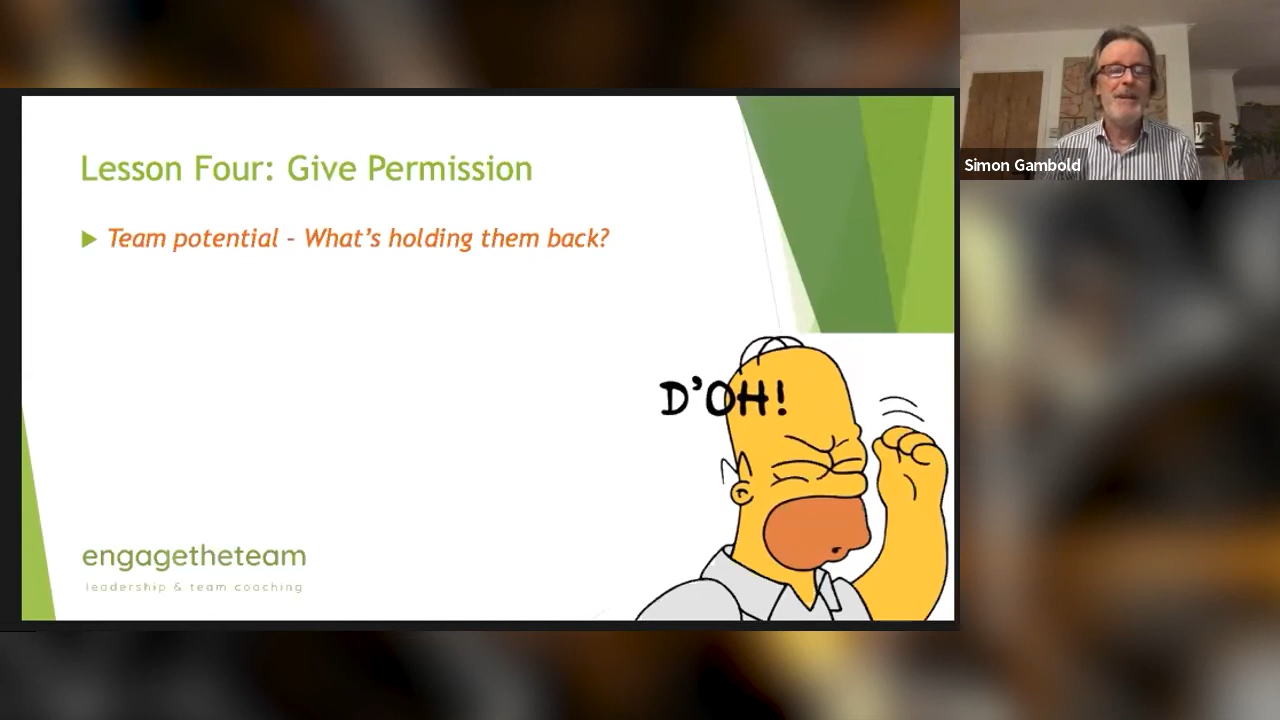 Lesson Four: Give Permission
Team potential – What's holding them back?
D'OH!
engagetheteam
leadership & team coaching
Simon Gambold